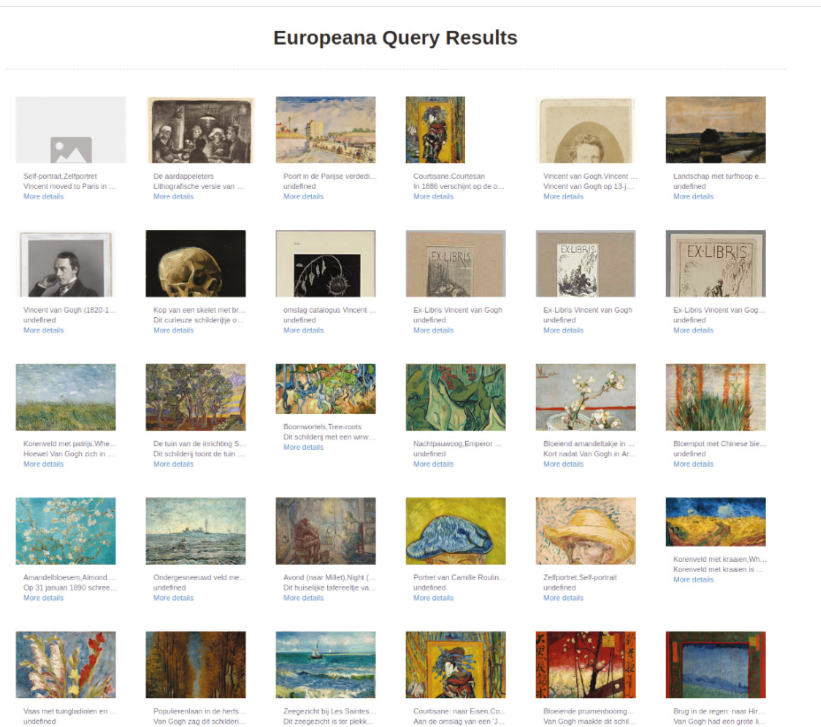 Europeana Query Results
Self-portrait,Zelfportret
Vincent moved to Paris in ...
More details
De aardappeleters
Lithografische versie van ...
More details
Poort in de Parijse verdedi...
undefined
More details
Courtisane,Courtesan
In 1886 verschijnt op de o...
More details
Vincent van Gogh,Vincent ...
Vincent van Gogh op 13-j...
More details
Landschap met turfhoop e...
undefined
More details
Vincent van Gogh (1820-1...
undefined
More details
Kop van een skelet met br...
Dit curieuze schilderijtje o...
More details
omslag catalogus Vincent ...
undefined
More details
EX-LIBRIS
Ex-Libris Vincent van Gogh
undefined
More details
EX-LIBRIS
Ex-Libris Vincent van Gogh
undefined
More details
EX-LIBRIS
Ex-Libris Vincent van Gog...
undefined
More details
Korenveld met patrijs,Whe...
Hoewel Van Gogh zich in ...
More details
De tuin van de inrichting S...
Dit schilderij toont de tuin ...
More details
Boomwortels,Tree-roots
Dit schilderij met een wirw...
More details
Nachtpauwoog,Emperor ...
undefined
More details
Bloeiend amandeltakje in ...
Kort nadat Van Gogh in Ar...
More details
Bloempot met Chinese bie...
undefined
More details
Amandelbloesem,Almond ...
Op 31 januari 1890 schree...
More details
Ondergesneeuwd veld me...
undefined
More details
Avond (naar Millet),Night (...
Dit huiselijke tafereeltje va...
More details
Portret van Camille Roulin...
undefined
More details
Zelfportret,Self-portrait
undefined
More details
Korenveld met kraaien,Wh...
Korenveld met kraaien is ...
More details
Vaas met tuingladiolen en ...
undefined
Populierenlaan in de herfs...
Van Gogh zag dit schilderi...
Zeegezicht bij Les Saintes...
Dit zeegezicht is ter plekk...
Courtisane: naar Eisen,Co...
Aan de omslag van een 'J...
Bloeiende pruimenboomg...
Van Gogh maakte dit schil...
Brug in de regen: naar Hir...
Van Gogh had een grote li...